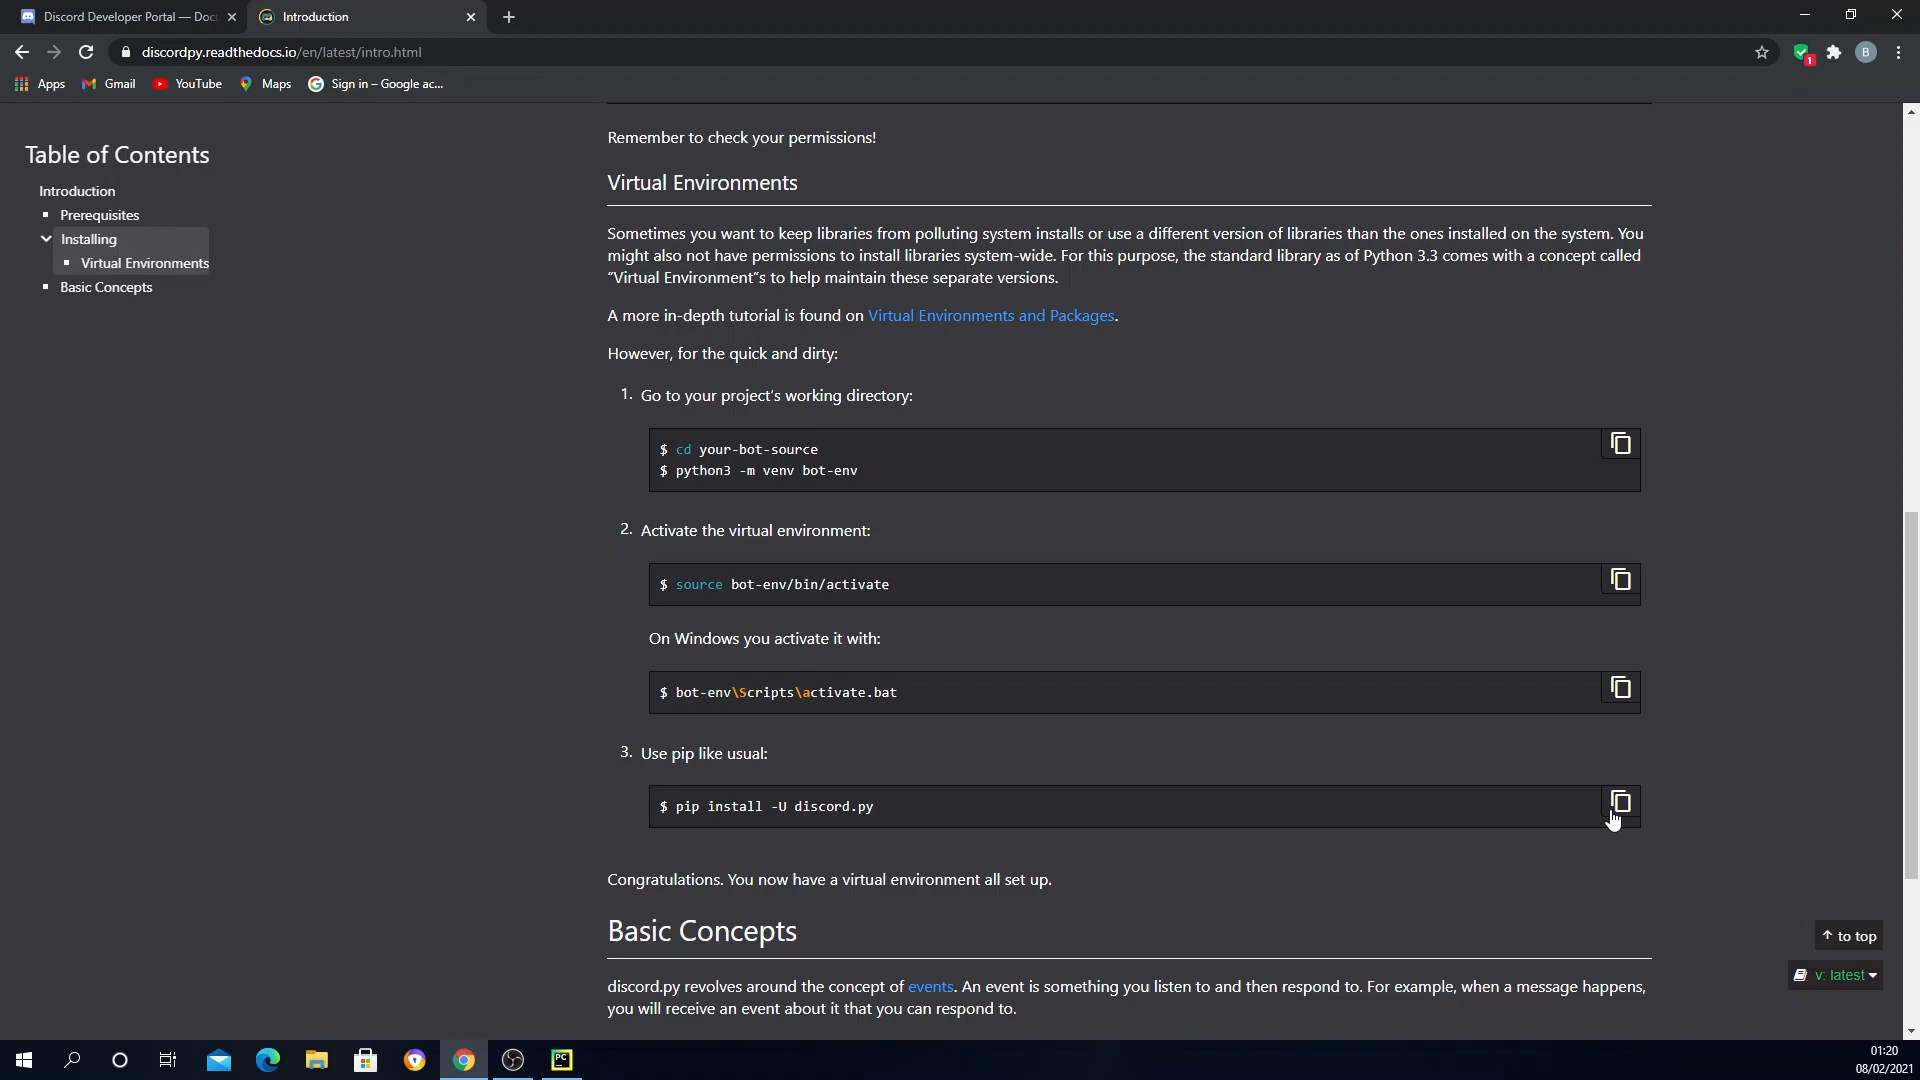 Discord Developer Portal — Doc
Introduction
discordpy.readthedocs.io/en/latest/intro.html
B
1
Apps
Gmail
YouTube
Maps
Sign in – Google ac...
Table of Contents
Introduction
Prerequisites
Installing
Virtual Environments
Basic Concepts
Remember to check your permissions!
Virtual Environments
Sometimes you want to keep libraries from polluting system installs or use a different version of libraries than the ones installed on the system. You
might also not have permissions to install libraries system-wide. For this purpose, the standard library as of Python 3.3 comes with a concept called
“Virtual Environment”s to help maintain these separate versions.
A more in-depth tutorial is found on Virtual Environments and Packages.
However, for the quick and dirty:
1. Go to your project’s working directory:
$ cd your-bot-source
$ python3 -m venv bot-env
2. Activate the virtual environment:
$ source bot-env/bin/activate
On Windows you activate it with:
$ bot-env\Scripts\activate.bat
3. Use pip like usual:
$ pip install -U discord.py
Congratulations. You now have a virtual environment all set up.
Basic Concepts
discord.py revolves around the concept of events. An event is something you listen to and then respond to. For example, when a message happens,
you will receive an event about it that you can respond to.
to top
v: latest
PC
01:20
08/02/2021